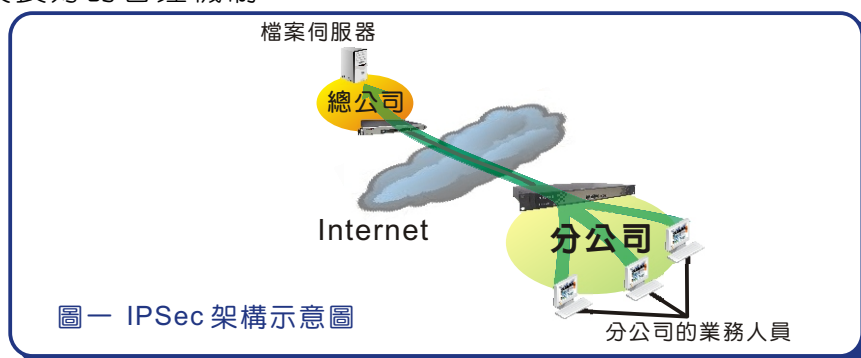 檔案伺服器
總公司
Internet
分公司
圖一 IPSec 架構示意圖
分公司的業務人員